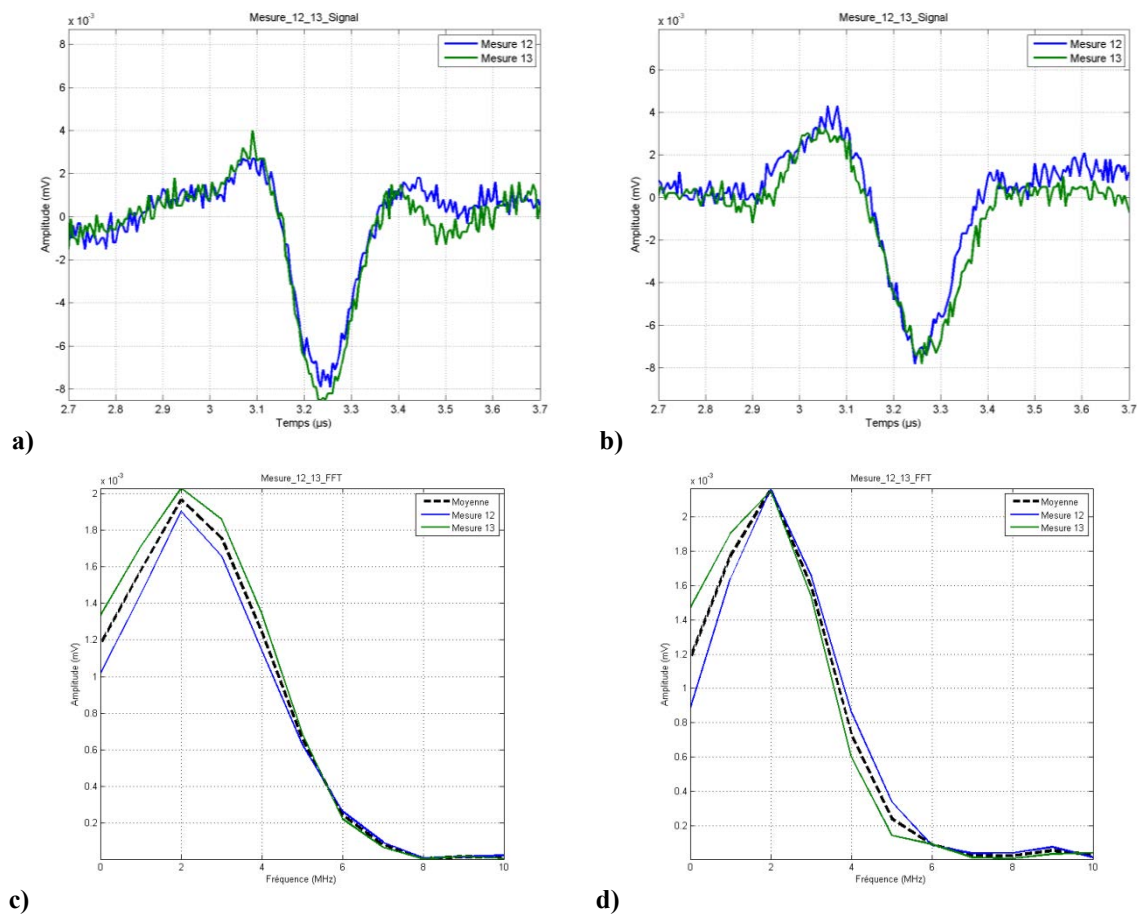 x 10⁻³
Mesure_12_13_Signal
Mesure 12
Mesure 13
8
6
4
2
0
-2
-4
-6
-8
Amplitude (mV)
2.7 2.8 2.9 3 3.1 3.2 3.3 3.4 3.5 3.6 3.7
Temps (µs)
a)
x 10⁻³
Mesure_12_13_Signal
Mesure 12
Mesure 13
6
4
2
0
-2
-4
-6
-8
Amplitude (mV)
2.7 2.8 2.9 3 3.1 3.2 3.3 3.4 3.5 3.6 3.7
Temps (µs)
b)
x 10⁻³
Mesure_12_13_FFT
Moyenne
Mesure 12
Mesure 13
2
1.8
1.6
1.4
1.2
1
0.8
0.6
0.4
0.2
Amplitude (mV)
0 2 4 6 8 10
Fréquence (MHz)
c)
x 10⁻³
Mesure_12_13_FFT
Moyenne
Mesure 12
Mesure 13
2
1.8
1.6
1.4
1.2
1
0.8
0.6
0.4
0.2
Amplitude (mV)
0 2 4 6 8 10
Fréquence (MHz)
d)